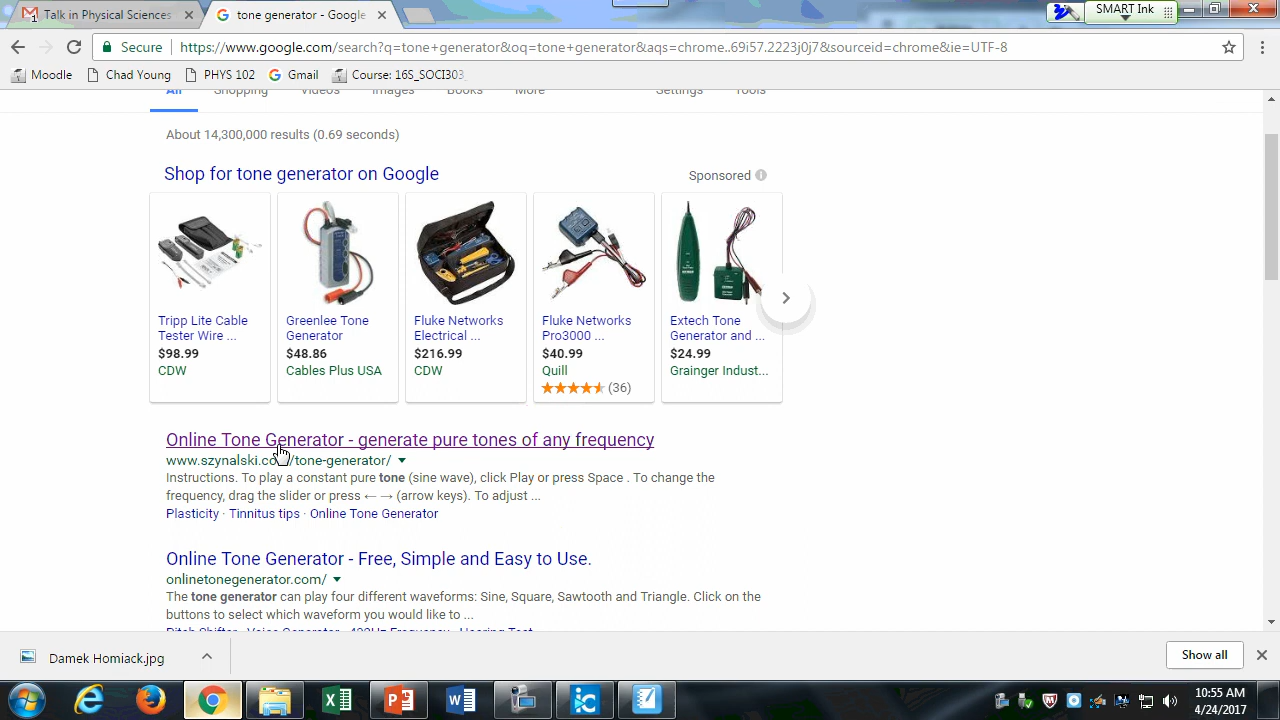 Talk in Physical Sciences
tone generator - Google
SMART Ink
Secure
https://www.google.com/search?q=tone+generator&oq=tone+generator&aqs=chrome..69i57.2223j0j7&sourceid=chrome&ie=UTF-8
Moodle
Chad Young
PHYS 102
Gmail
Course: 16S_SOCI303
All Shopping Videos Images Books More Settings Tools
About 14,300,000 results (0.69 seconds)
Shop for tone generator on Google
Sponsored
Tripp Lite Cable
Tester Wire ...
$98.99
CDW
Greenlee Tone
Generator
$48.86
Cables Plus USA
Fluke Networks
Electrical ...
$216.99
CDW
Fluke Networks
Pro3000 ...
$40.99
Quill
(36)
Extech Tone
Generator and ...
$24.99
Grainger Indust...
Online Tone Generator - generate pure tones of any frequency
www.szynalski.com/tone-generator/
Instructions. To play a constant pure tone (sine wave), click Play or press Space . To change the
frequency, drag the slider or press ← → (arrow keys). To adjust ...
Plasticity · Tinnitus tips · Online Tone Generator
Online Tone Generator - Free, Simple and Easy to Use.
onlinetonegenerator.com/
The tone generator can play four different waveforms: Sine, Square, Sawtooth and Triangle. Click on the
buttons to select which waveform you would like to ...
Pitch Shifter · Voice Generator · 432Hz Frequency · Hearing Test
Damek Homiack.jpg
Show all
10:55 AM
4/24/2017